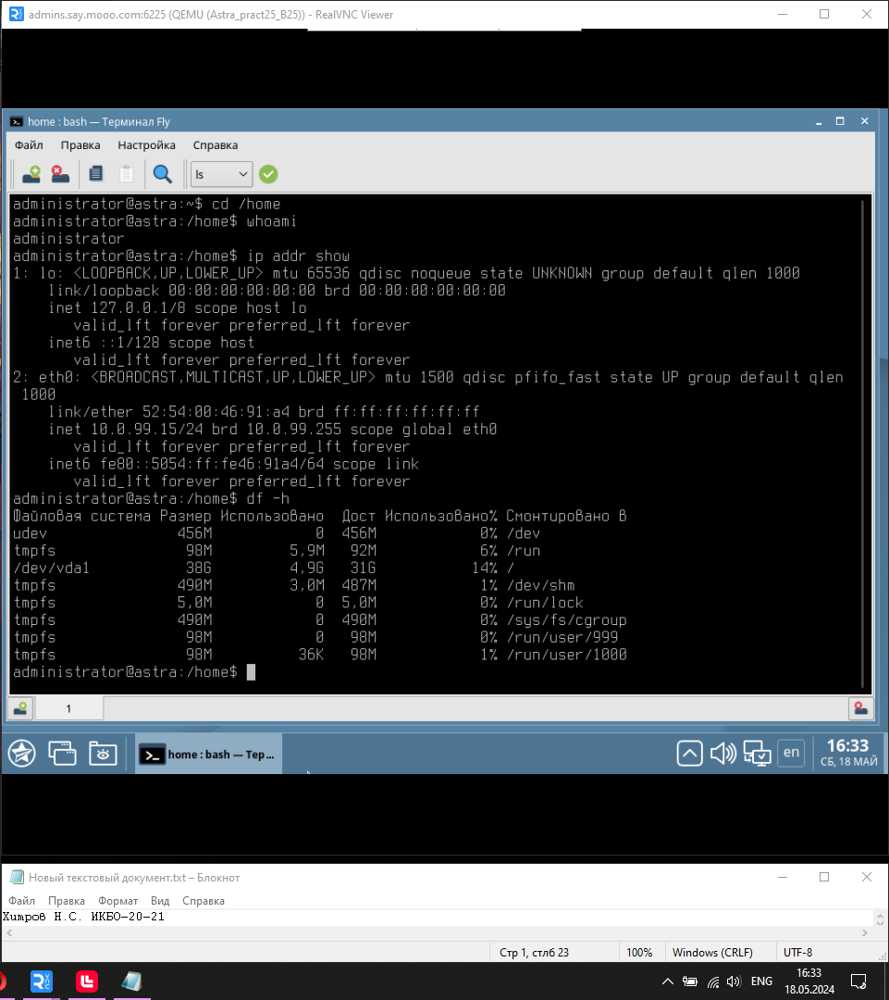 admins.say.mooo.com:6225 (QEMU (Astra_pract25_B25)) - RealVNC Viewer
home : bash — Терминал Fly
Файл Правка Настройка Справка
ls
administrator@astra:~$ cd /home
administrator@astra:/home$ whoami
administrator
administrator@astra:/home$ ip addr show
1: lo: <LOOPBACK,UP,LOWER_UP> mtu 65536 qdisc noqueue state UNKNOWN group default qlen 1000
link/loopback 00:00:00:00:00:00 brd 00:00:00:00:00:00
inet 127.0.0.1/8 scope host lo
valid_lft forever preferred_lft forever
inet6 ::1/128 scope host
valid_lft forever preferred_lft forever
2: eth0: <BROADCAST,MULTICAST,UP,LOWER_UP> mtu 1500 qdisc pfifo_fast state UP group default qlen
1000
link/ether 52:54:00:46:91:a4 brd ff:ff:ff:ff:ff:ff
inet 10.0.99.15/24 brd 10.0.99.255 scope global eth0
valid_lft forever preferred_lft forever
inet6 fe80::5054:ff:fe46:91a4/64 scope link
valid_lft forever preferred_lft forever
administrator@astra:/home$ df -h
Файловая система Размер Использовано Дост Использовано% Смонтировано в
udev 456M 0 456M 0% /dev
tmpfs 98M 5,9M 92M 6% /run
/dev/vda1 38G 4,9G 31G 14% /
tmpfs 490M 3,0M 487M 1% /dev/shm
tmpfs 5,0M 0 5,0M 0% /run/lock
tmpfs 490M 0 490M 0% /sys/fs/cgroup
tmpfs 98M 0 98M 0% /run/user/999
tmpfs 98M 36K 98M 1% /run/user/1000
administrator@astra:/home$
1
home : bash — Тер...
en
16:33
СБ, 18 МАЙ
Новый текстовый документ.txt – Блокнот
Файл Правка Формат Вид Справка
Хитров Н.С. ИКБО-20-21
Стр 1, стлб 23 100% Windows (CRLF) UTF-8
ENG
16:33
18.05.2024